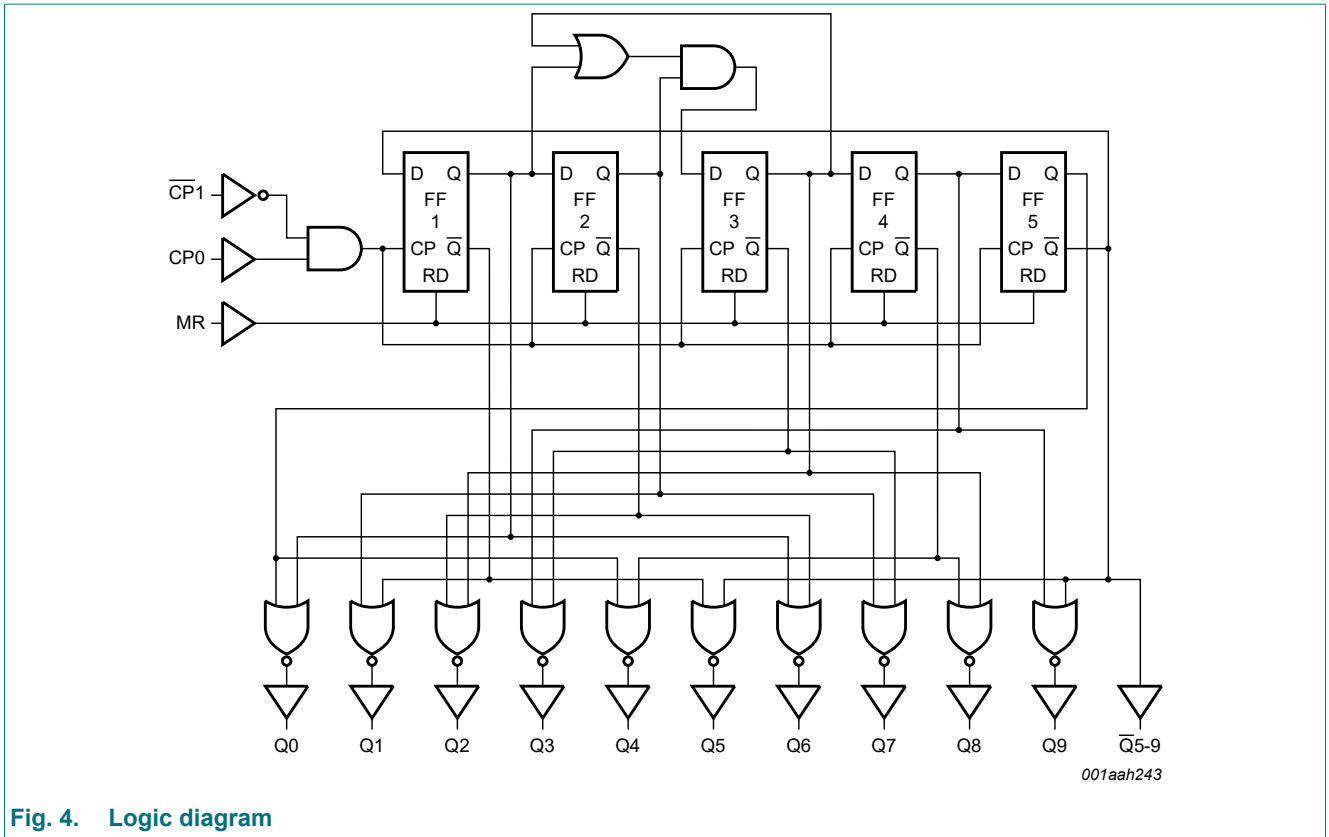 D Q D Q D Q D Q D Q
FF FF FF FF FF
1 2 3 4 5
C̅P̅1
CP0
CP Q̅ CP Q̅ CP Q̅ CP Q̅ CP Q̅
RD RD RD RD RD
MR
Q0 Q1 Q2 Q3 Q4 Q5 Q6 Q7 Q8 Q9 Q̅5-9
001aah243
Fig. 4. Logic diagram